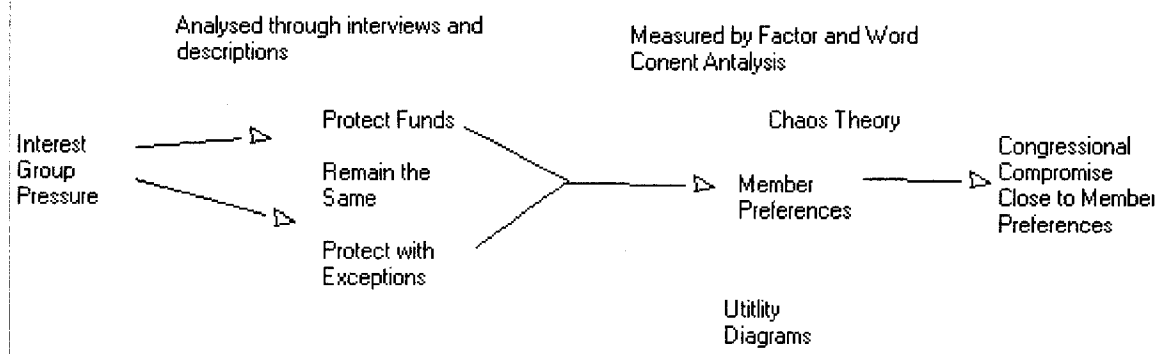 Analysed through interviews and
descriptions
Measured by Factor and Word
Conent Antalysis
Interest
Group
Pressure
Protect Funds
Remain the
Same
Protect with
Exceptions
Chaos Theory
Member
Preferences
Utitlity
Diagrams
Congressional
Compromise
Close to Member
Preferences